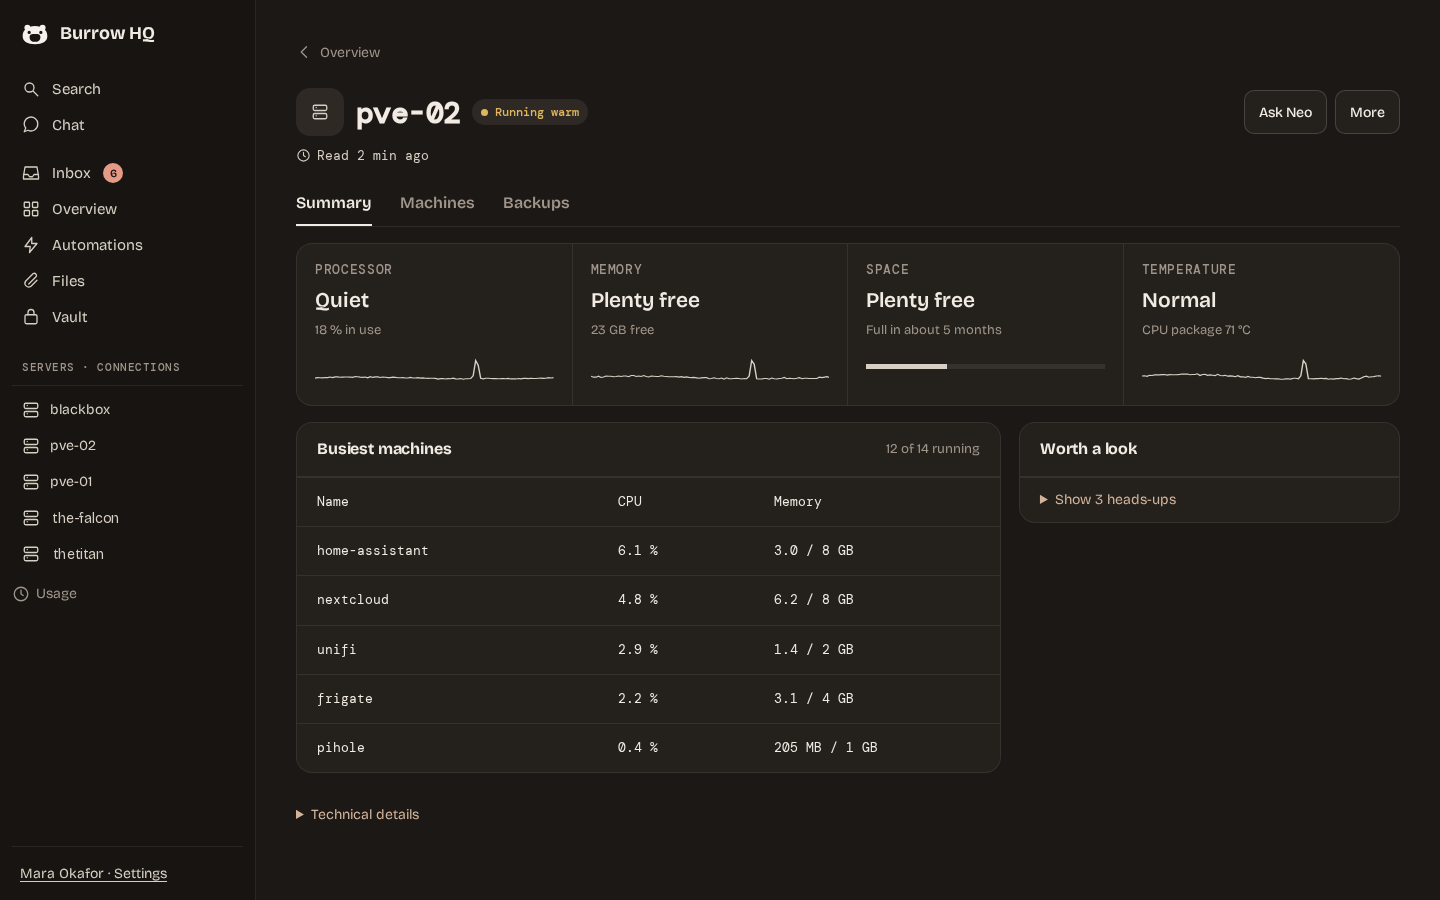 Burrow HQ
Search
Chat
Inbox 6
Overview
Automations
Files
Vault
SERVERS · CONNECTIONS
blackbox
pve-02
pve-01
the-falcon
thetitan
Usage
Mara Okafor · Settings
Overview
pve-02 Running warm
Ask Neo More
Read 2 min ago
Summary Machines Backups
PROCESSOR
Quiet
18 % in use
MEMORY
Plenty free
23 GB free
SPACE
Plenty free
Full in about 5 months
TEMPERATURE
Normal
CPU package 71 °C
Busiest machines 12 of 14 running
Name CPU Memory
home-assistant 6.1 % 3.0 / 8 GB
nextcloud 4.8 % 6.2 / 8 GB
unifi 2.9 % 1.4 / 2 GB
frigate 2.2 % 3.1 / 4 GB
pihole 0.4 % 205 MB / 1 GB
Worth a look
Show 3 heads-ups
Technical details